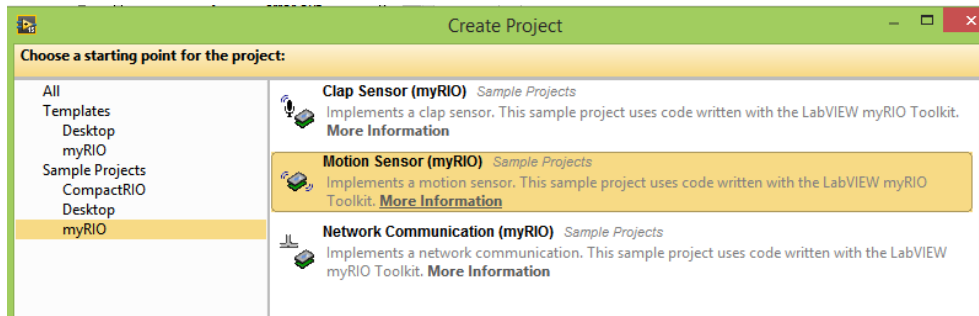 Create Project
Choose a starting point for the project:
All
Templates
Desktop
myRIO
Sample Projects
CompactRIO
Desktop
myRIO
Clap Sensor (myRIO) Sample Projects
Implements a clap sensor. This sample project uses code written with the LabVIEW myRIO Toolkit.
More Information
Motion Sensor (myRIO) Sample Projects
Implements a motion sensor. This sample project uses code written with the LabVIEW myRIO
Toolkit. More Information
Network Communication (myRIO) Sample Projects
Implements a network communication. This sample project uses code written with the LabVIEW
myRIO Toolkit. More Information